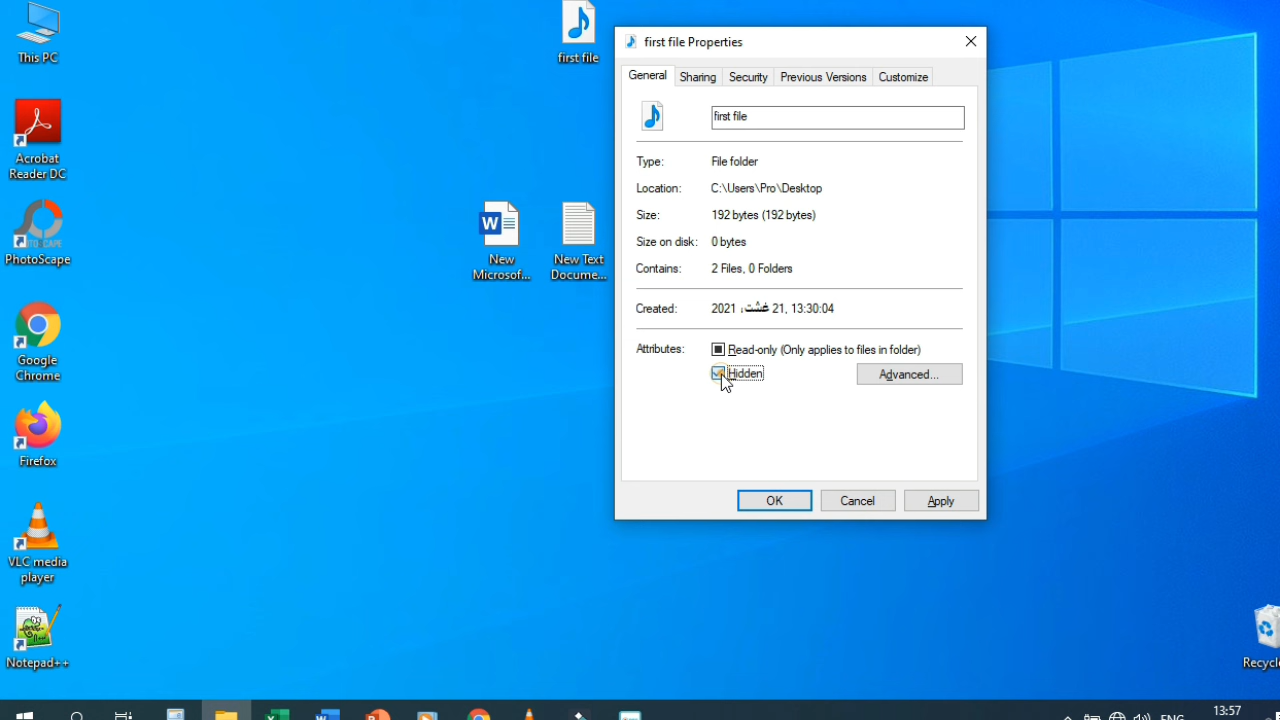 This PC
Acrobat
Reader DC
PhotoScape
Google
Chrome
Firefox
VLC media
player
Notepad++
first file
New
Microsof...
New Text
Docume...
first file Properties
General
Sharing
Security
Previous Versions
Customize
first file
Type: File folder
Location: C:\Users\Pro\Desktop
Size: 192 bytes (192 bytes)
Size on disk: 0 bytes
Contains: 2 Files, 0 Folders
Created: 2021 ،غشت 21, 13:30:04
Attributes: Read-only (Only applies to files in folder)
Hidden
Advanced...
OK
Cancel
Apply
Recycle
ENG
13:57